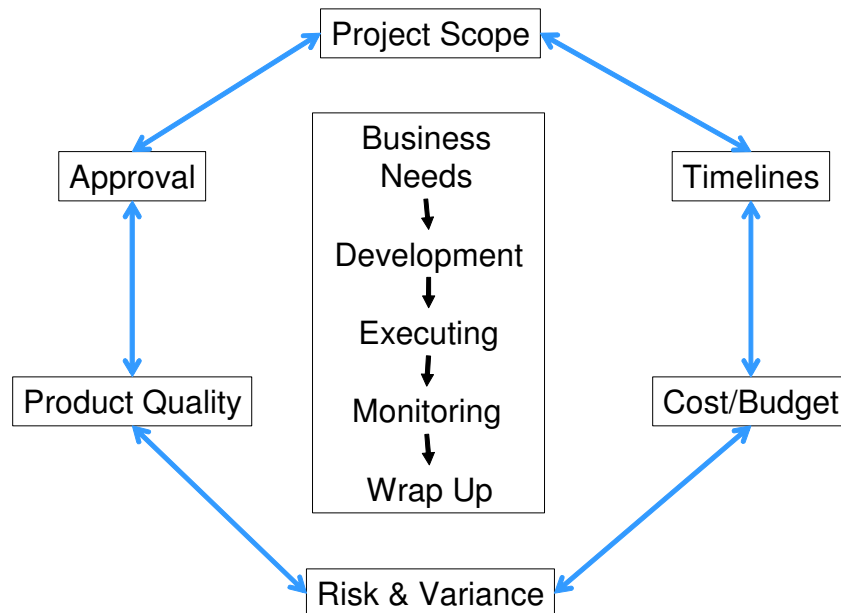 Project Scope
Business
Needs
Approval
Timelines
Development
Executing
Product Quality
Monitoring
Cost/Budget
Wrap Up
Risk & Variance